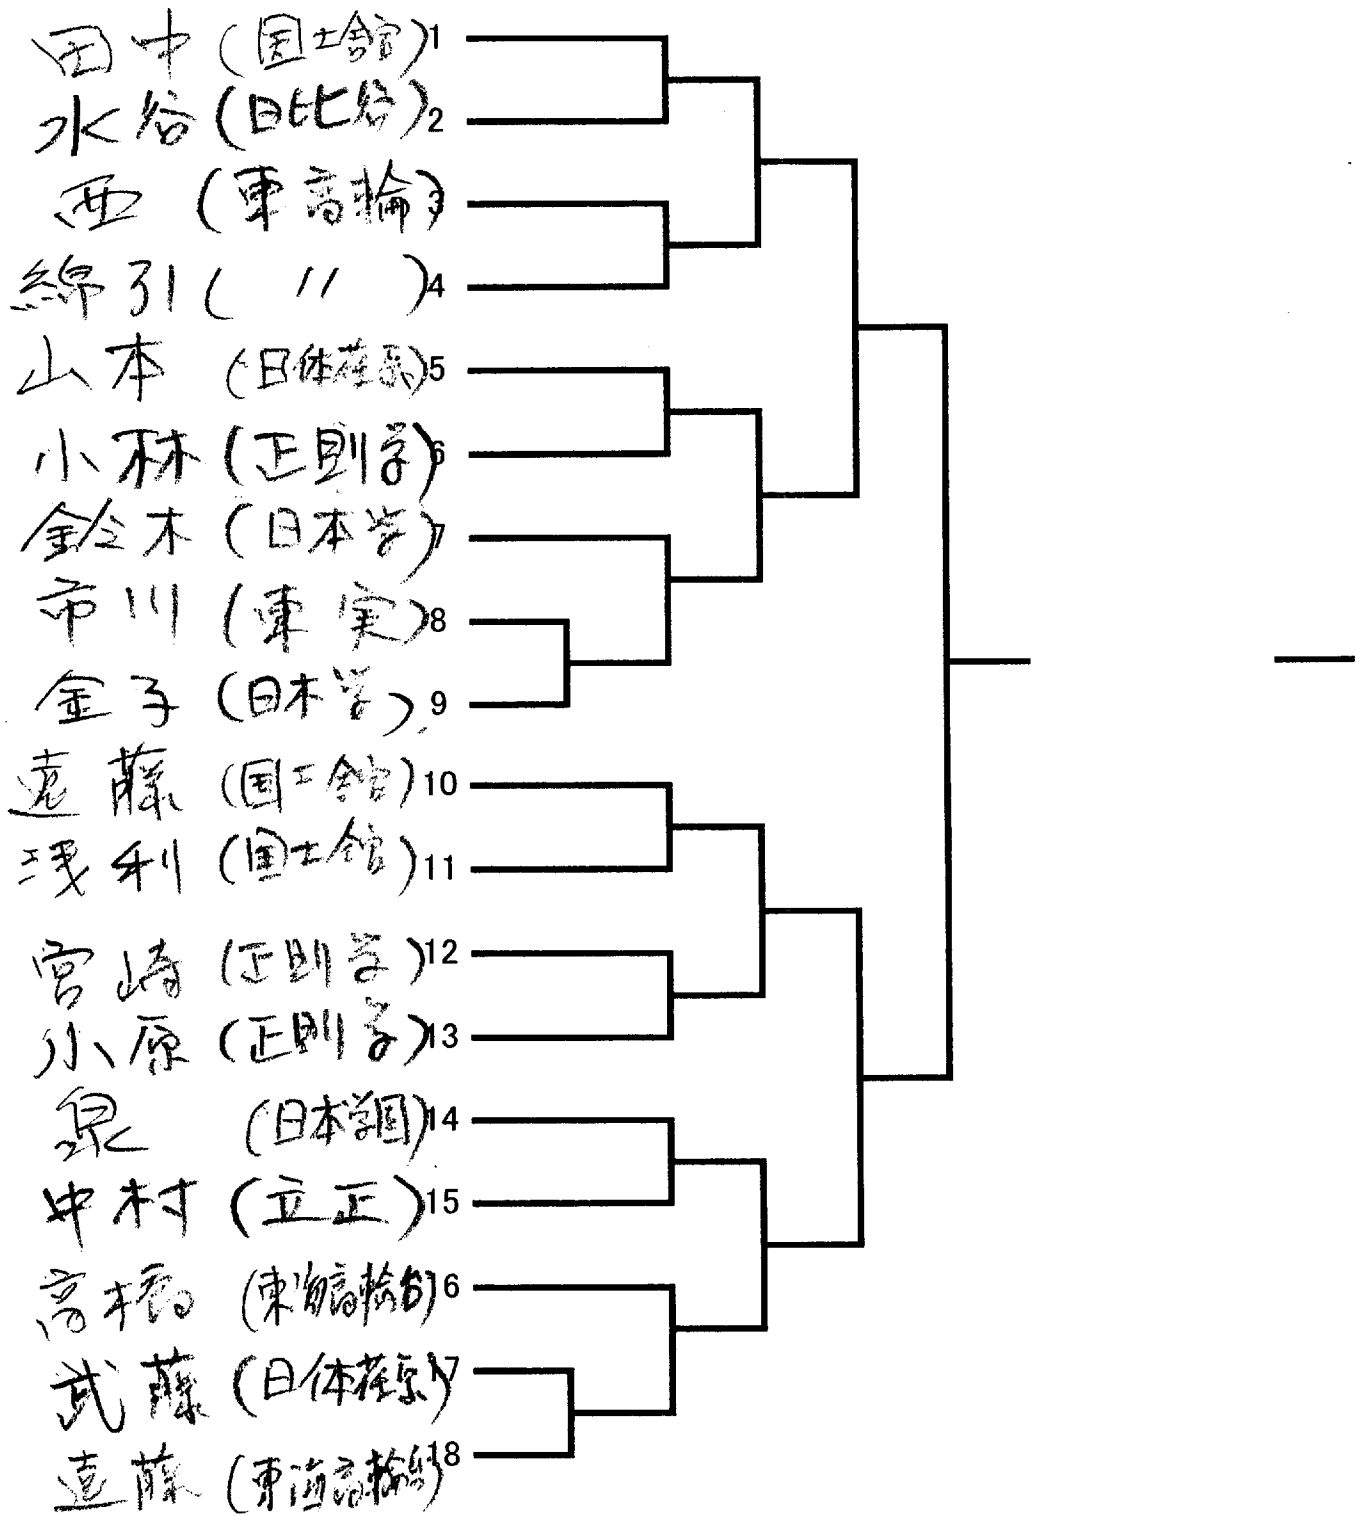 田中(国士舘)1
水谷(日比谷)2
西(東高輪)3
綿引(〃)4
山本(日体荏原)5
小林(正則学)6
鈴木(日本学)7
市川(東実)8
金子(日本学)9
遠藤(国士館)10
浅利(国士館)11
宮崎(正則学)12
小原(正則学)13
泉(日本学園)14
中村(立正)15
高橋(東海高輪台)16
武藤(日体荏原)17
遠藤(東海高輪台)18